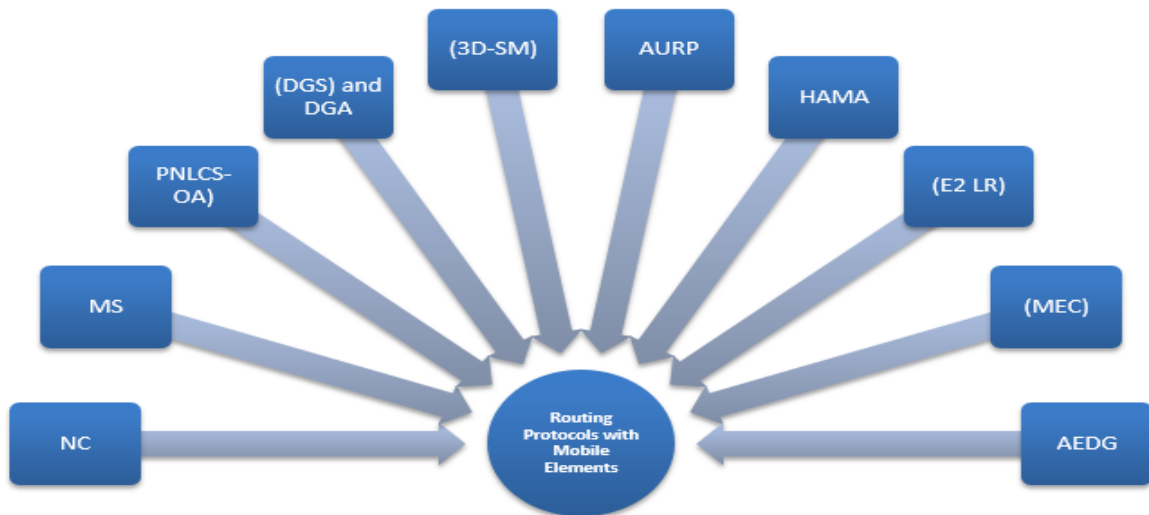 (3D-SM)
AURP
(DGS) and
DGA
HAMA
PNLCS-
OA)
(E2 LR)
MS
(MEC)
NC
Routing
Protocols with
Mobile
Elements
AEDG